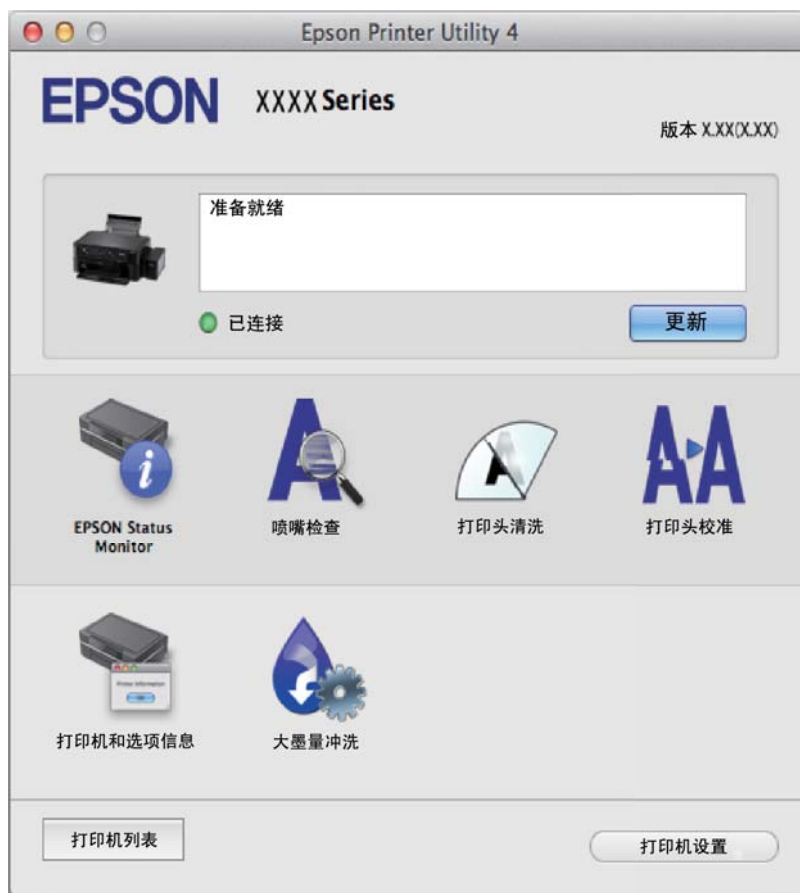 Epson Printer Utility 4
EPSON XXXX Series
版本 X.XX(X.XX)
准备就绪
已连接
更新
EPSON Status
Monitor
喷嘴检查
打印头清洗
打印头校准
Printer Information
打印机和选项信息
大墨量冲洗
打印机列表
打印机设置